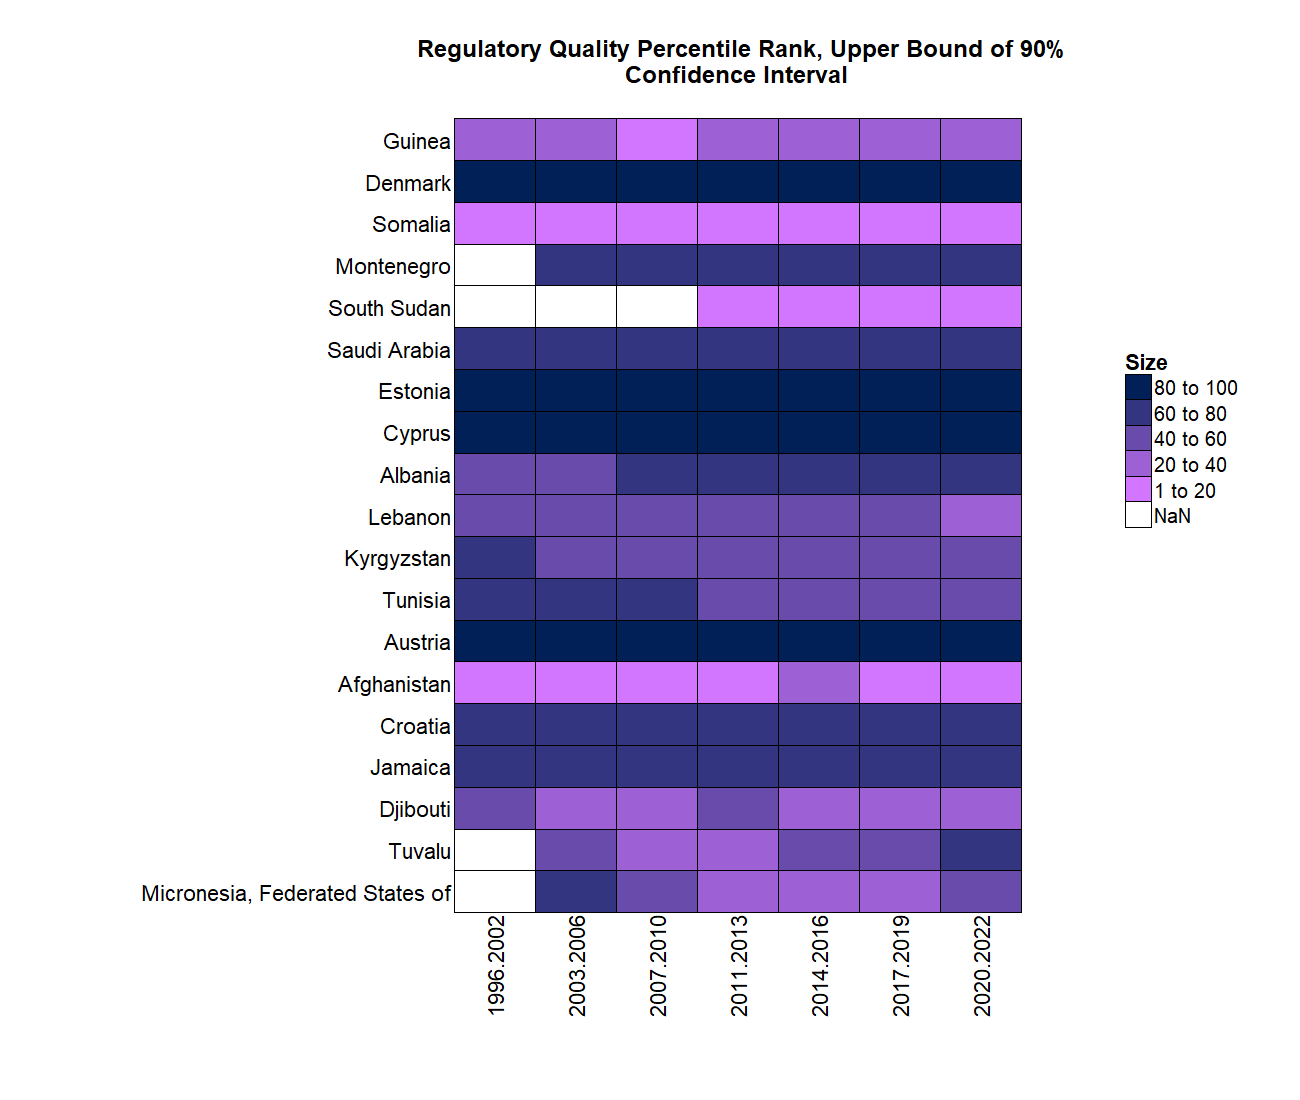 Regulatory Quality Percentile Rank, Upper Bound of 90%
Confidence Interval
Guinea
Denmark
Somalia
Montenegro
South Sudan
Saudi Arabia
Estonia
Cyprus
Albania
Lebanon
Kyrgyzstan
Tunisia
Austria
Afghanistan
Croatia
Jamaica
Djibouti
Tuvalu
Micronesia, Federated States of
1996.2002
2003.2006
2007.2010
2011.2013
2014.2016
2017.2019
2020.2022
Size
80 to 100
60 to 80
40 to 60
20 to 40
1 to 20
NaN